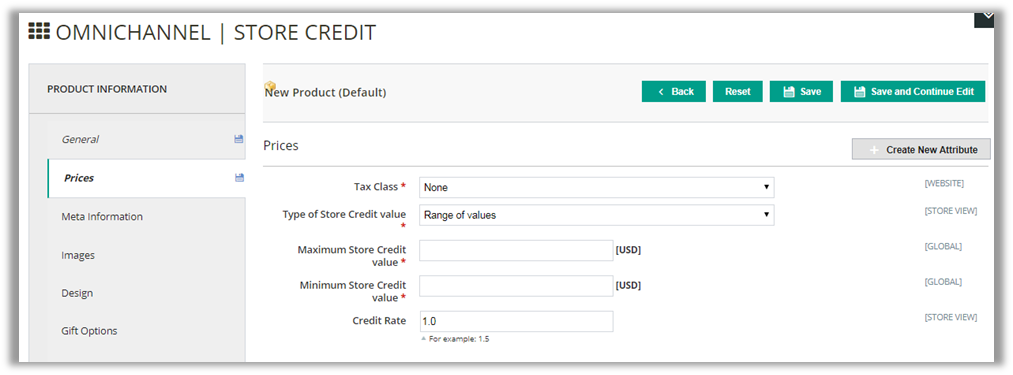 OMNICHANNEL | STORE CREDIT
PRODUCT INFORMATION
General
Prices
Meta Information
Images
Design
Gift Options
New Product (Default)
< Back
Reset
Save
Save and Continue Edit
Prices
+ Create New Attribute
Tax Class *
None
[WEBSITE]
Type of Store Credit value
*
Range of values
[STORE VIEW]
Maximum Store Credit
value *
[USD]
[GLOBAL]
Minimum Store Credit
value *
[USD]
[GLOBAL]
Credit Rate
1.0
[STORE VIEW]
For example: 1.5